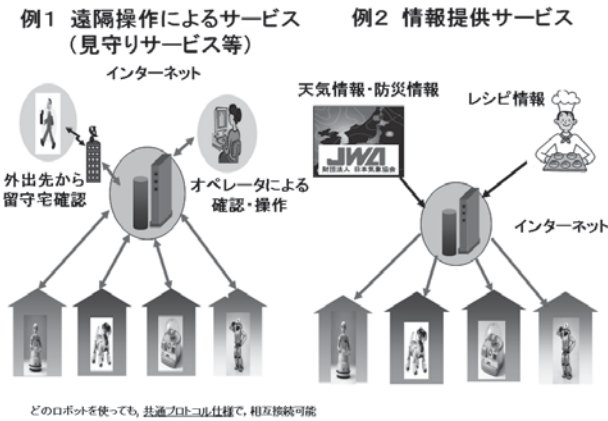 例1 遠隔操作によるサービス
(見守りサービス等)
インターネット
外出先から
留守宅確認
オペレータによる
確認・操作
例2 情報提供サービス
天気情報・防災情報
レシピ情報
JWA
財団法人 日本気象協会
インターネット
どのロボットを使っても, 共通プロトコル仕様で, 相互接続可能